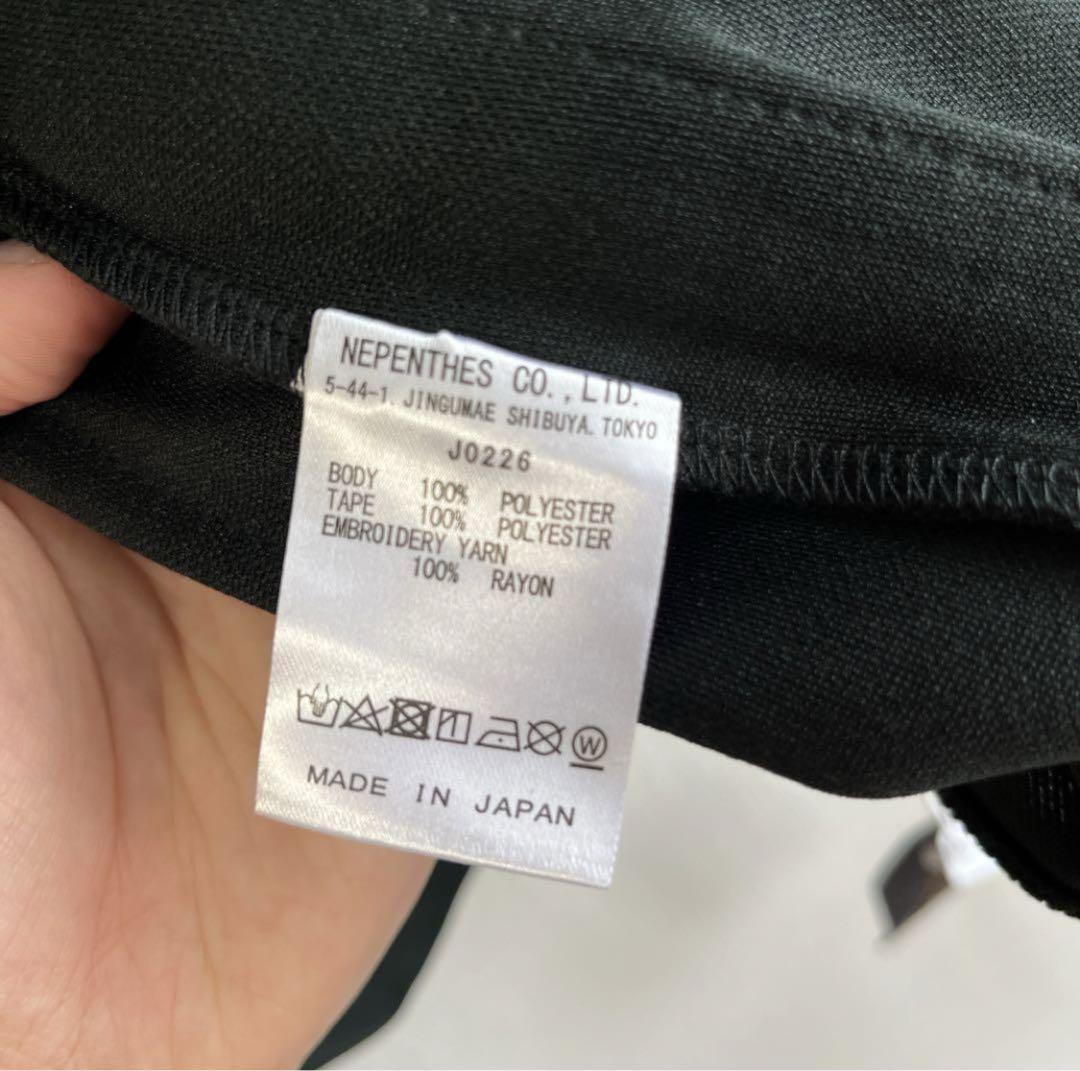 NEPENTHES CO.,LTD.
5-44-1. JINGUMAE SHIBUYA. TOKYO
J0226
BODY 100% POLYESTER
TAPE 100% POLYESTER
EMBROIDERY YARN
100% RAYON
W
MADE IN JAPAN